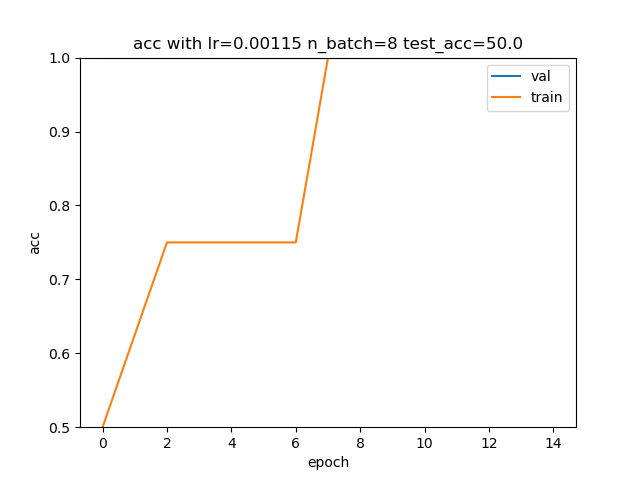 acc with lr=0.00115 n_batch=8 test_acc=50.0
val
train
1.0
0.9
0.8
0.7
0.6
0.5
acc
0 2 4 6 8 10 12 14
epoch